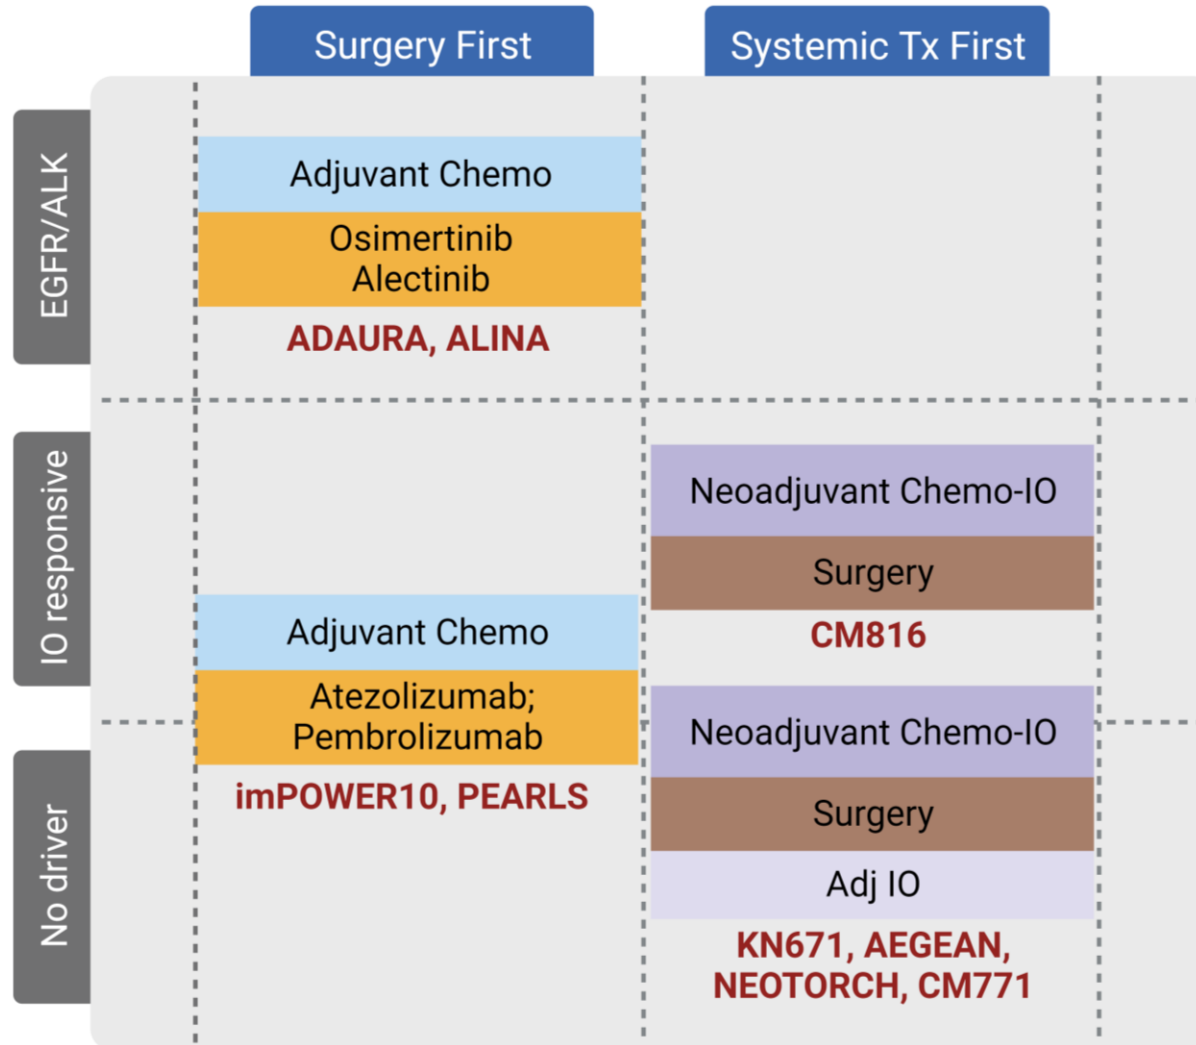 Surgery First
Systemic Tx First
EGFR/ALK
Adjuvant Chemo
Osimertinib
Alectinib
ADAURA, ALINA
IO responsive
Neoadjuvant Chemo-IO
Surgery
CM816
Adjuvant Chemo
Atezolizumab;
Pembrolizumab
imPOWER10, PEARLS
No driver
Neoadjuvant Chemo-IO
Surgery
Adj IO
KN671, AEGEAN,
NEOTORCH, CM771